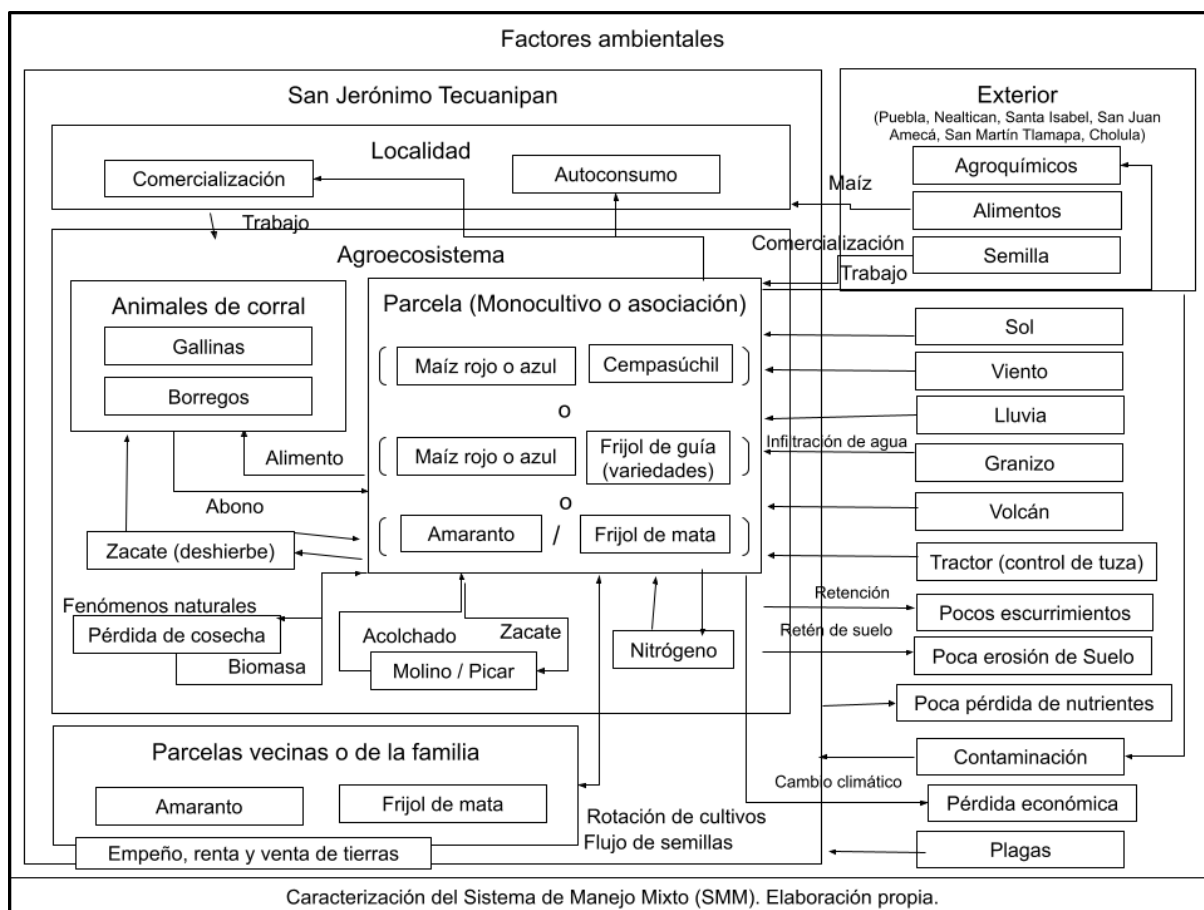 Factores ambientales
San Jerónimo Tecuanipan
Exterior
(Puebla, Nealtican, Santa Isabel, San Juan
Amecá, San Martín Tlamapa, Cholula)
Localidad
Comercialización
Autoconsumo
Agroquímicos
Maíz
Alimentos
Trabajo
Comercialización
Semilla
Trabajo
Agroecosistema
Animales de corral
Gallinas
Borregos
Parcela (Monocultivo o asociación)
Maíz rojo o azul
Cempasúchil
o
Maíz rojo o azul
Frijol de guía
(variedades)
o
Amaranto
/
Frijol de mata
Alimento
Abono
Zacate (deshierbe)
Fenómenos naturales
Pérdida de cosecha
Biomasa
Acolchado
Zacate
Molino / Picar
Nitrógeno
Sol
Viento
Lluvia
Infiltración de agua
Granizo
Volcán
Tractor (control de tuza)
Retención
Pocos escurrimientos
Retén de suelo
Poca erosión de Suelo
Poca pérdida de nutrientes
Contaminación
Cambio climático
Pérdida económica
Plagas
Parcelas vecinas o de la familia
Amaranto
Frijol de mata
Rotación de cultivos
Flujo de semillas
Empeño, renta y venta de tierras
Caracterización del Sistema de Manejo Mixto (SMM). Elaboración propia.